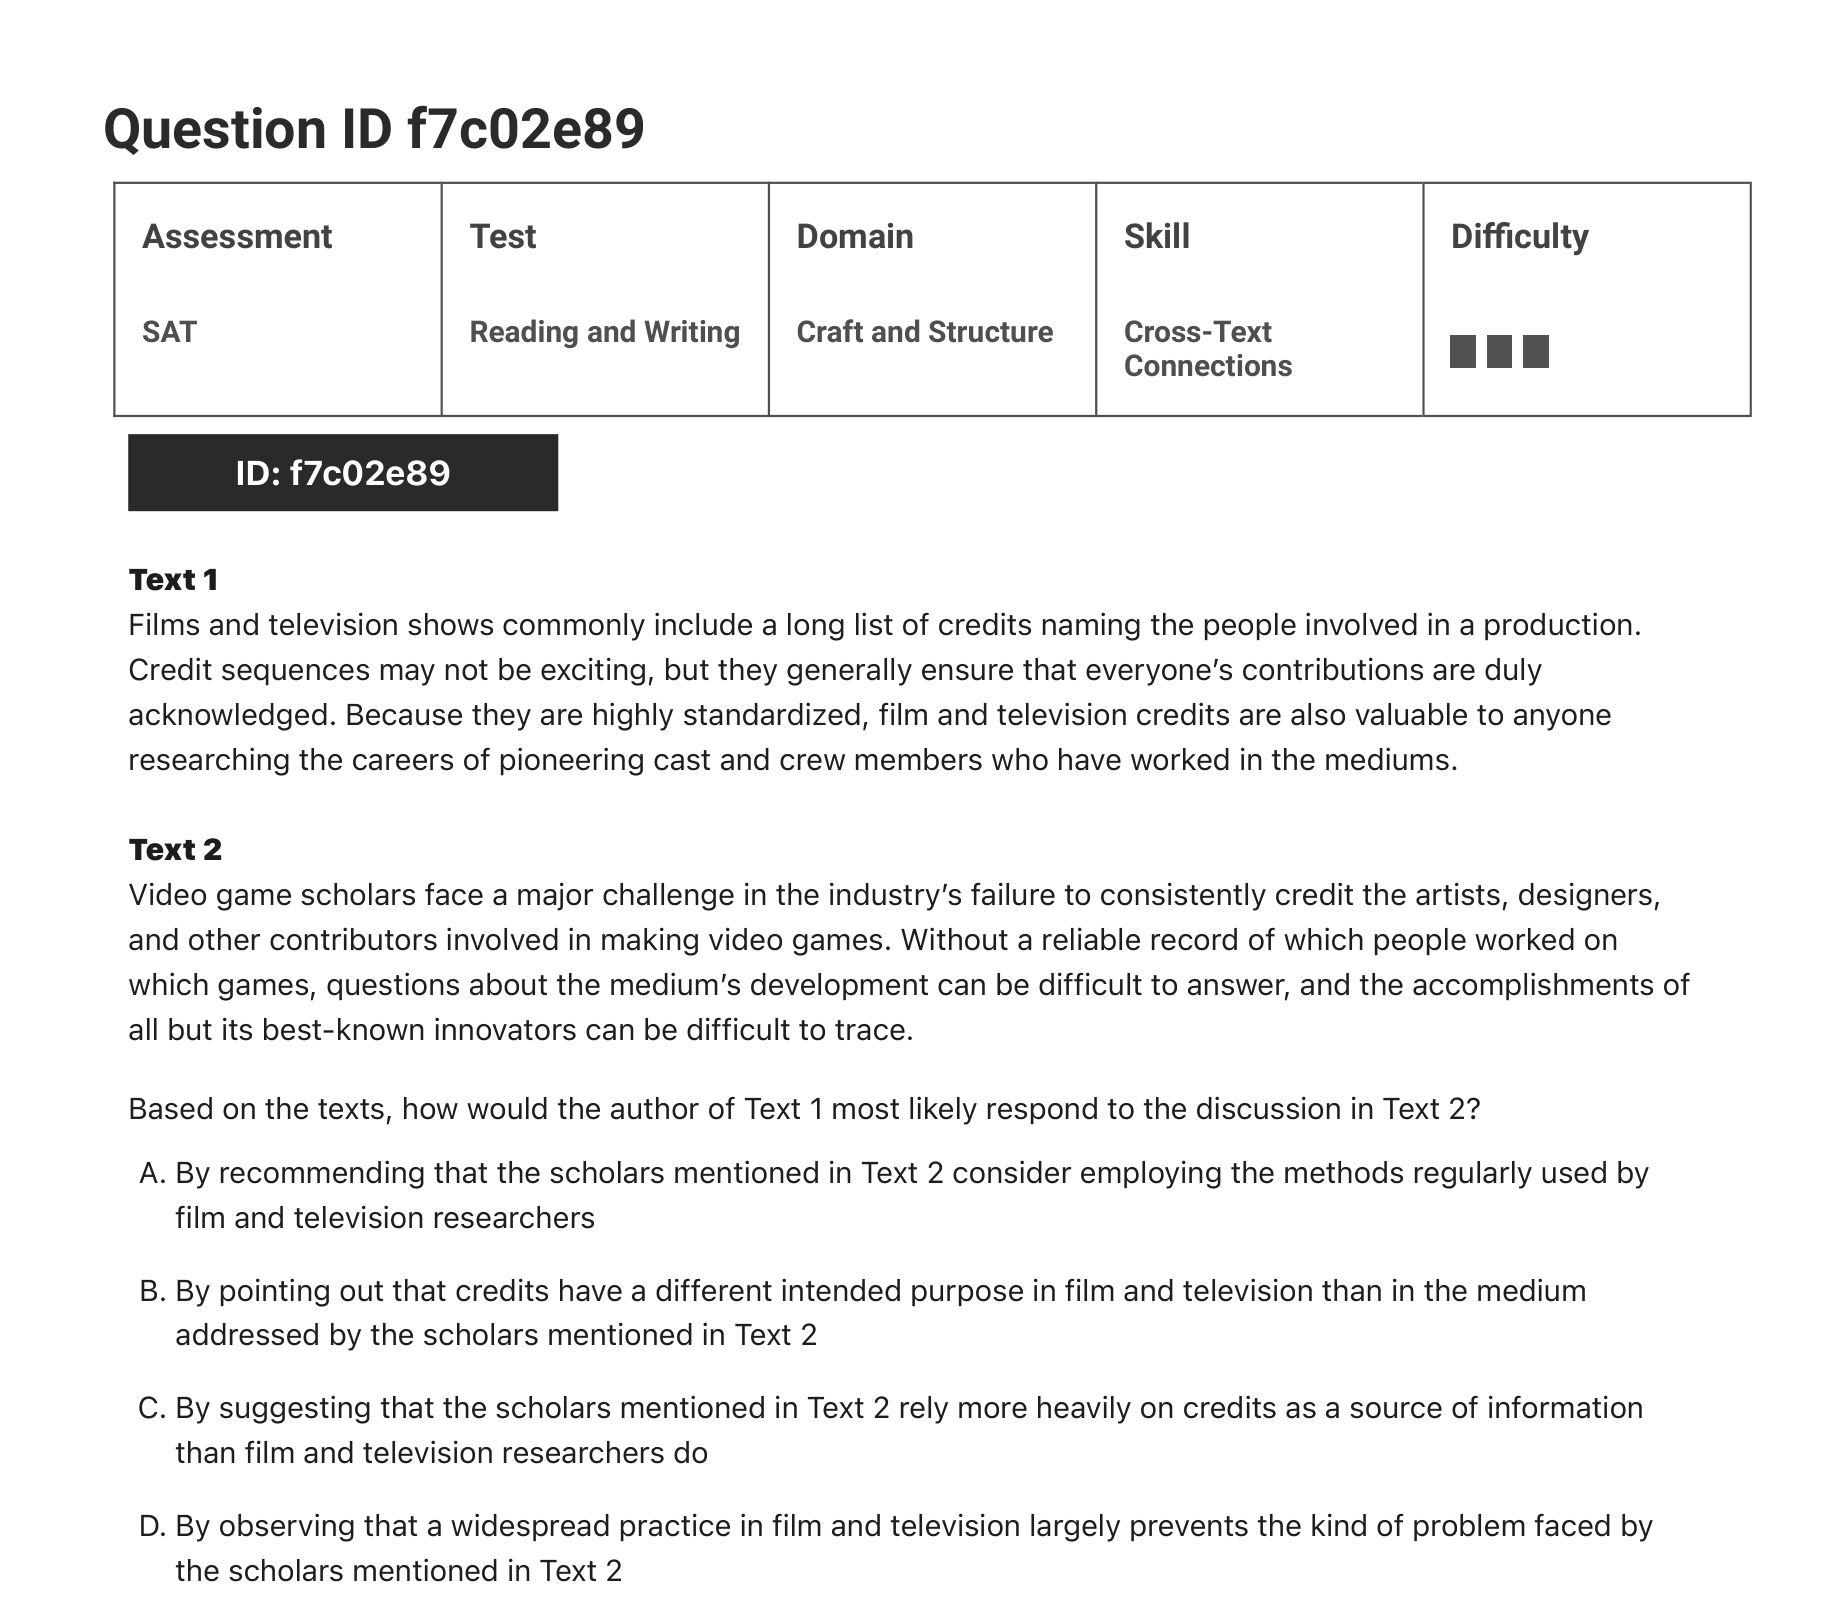 Question ID f7c02e89
Assessment
Test
Domain
Skill
Difficulty
SAT
Reading and Writing
Craft and Structure
Cross-Text
Connections
ID: f7c02e89
Text 1
Films and television shows commonly include a long list of credits naming the people involved in a production.
Credit sequences may not be exciting, but they generally ensure that everyone’s contributions are duly
acknowledged. Because they are highly standardized, film and television credits are also valuable to anyone
researching the careers of pioneering cast and crew members who have worked in the mediums.
Text 2
Video game scholars face a major challenge in the industry’s failure to consistently credit the artists, designers,
and other contributors involved in making video games. Without a reliable record of which people worked on
which games, questions about the medium’s development can be difficult to answer, and the accomplishments of
all but its best-known innovators can be difficult to trace.
Based on the texts, how would the author of Text 1 most likely respond to the discussion in Text 2?
A. By recommending that the scholars mentioned in Text 2 consider employing the methods regularly used by
film and television researchers
B. By pointing out that credits have a different intended purpose in film and television than in the medium
addressed by the scholars mentioned in Text 2
C. By suggesting that the scholars mentioned in Text 2 rely more heavily on credits as a source of information
than film and television researchers do
D. By observing that a widespread practice in film and television largely prevents the kind of problem faced by
the scholars mentioned in Text 2